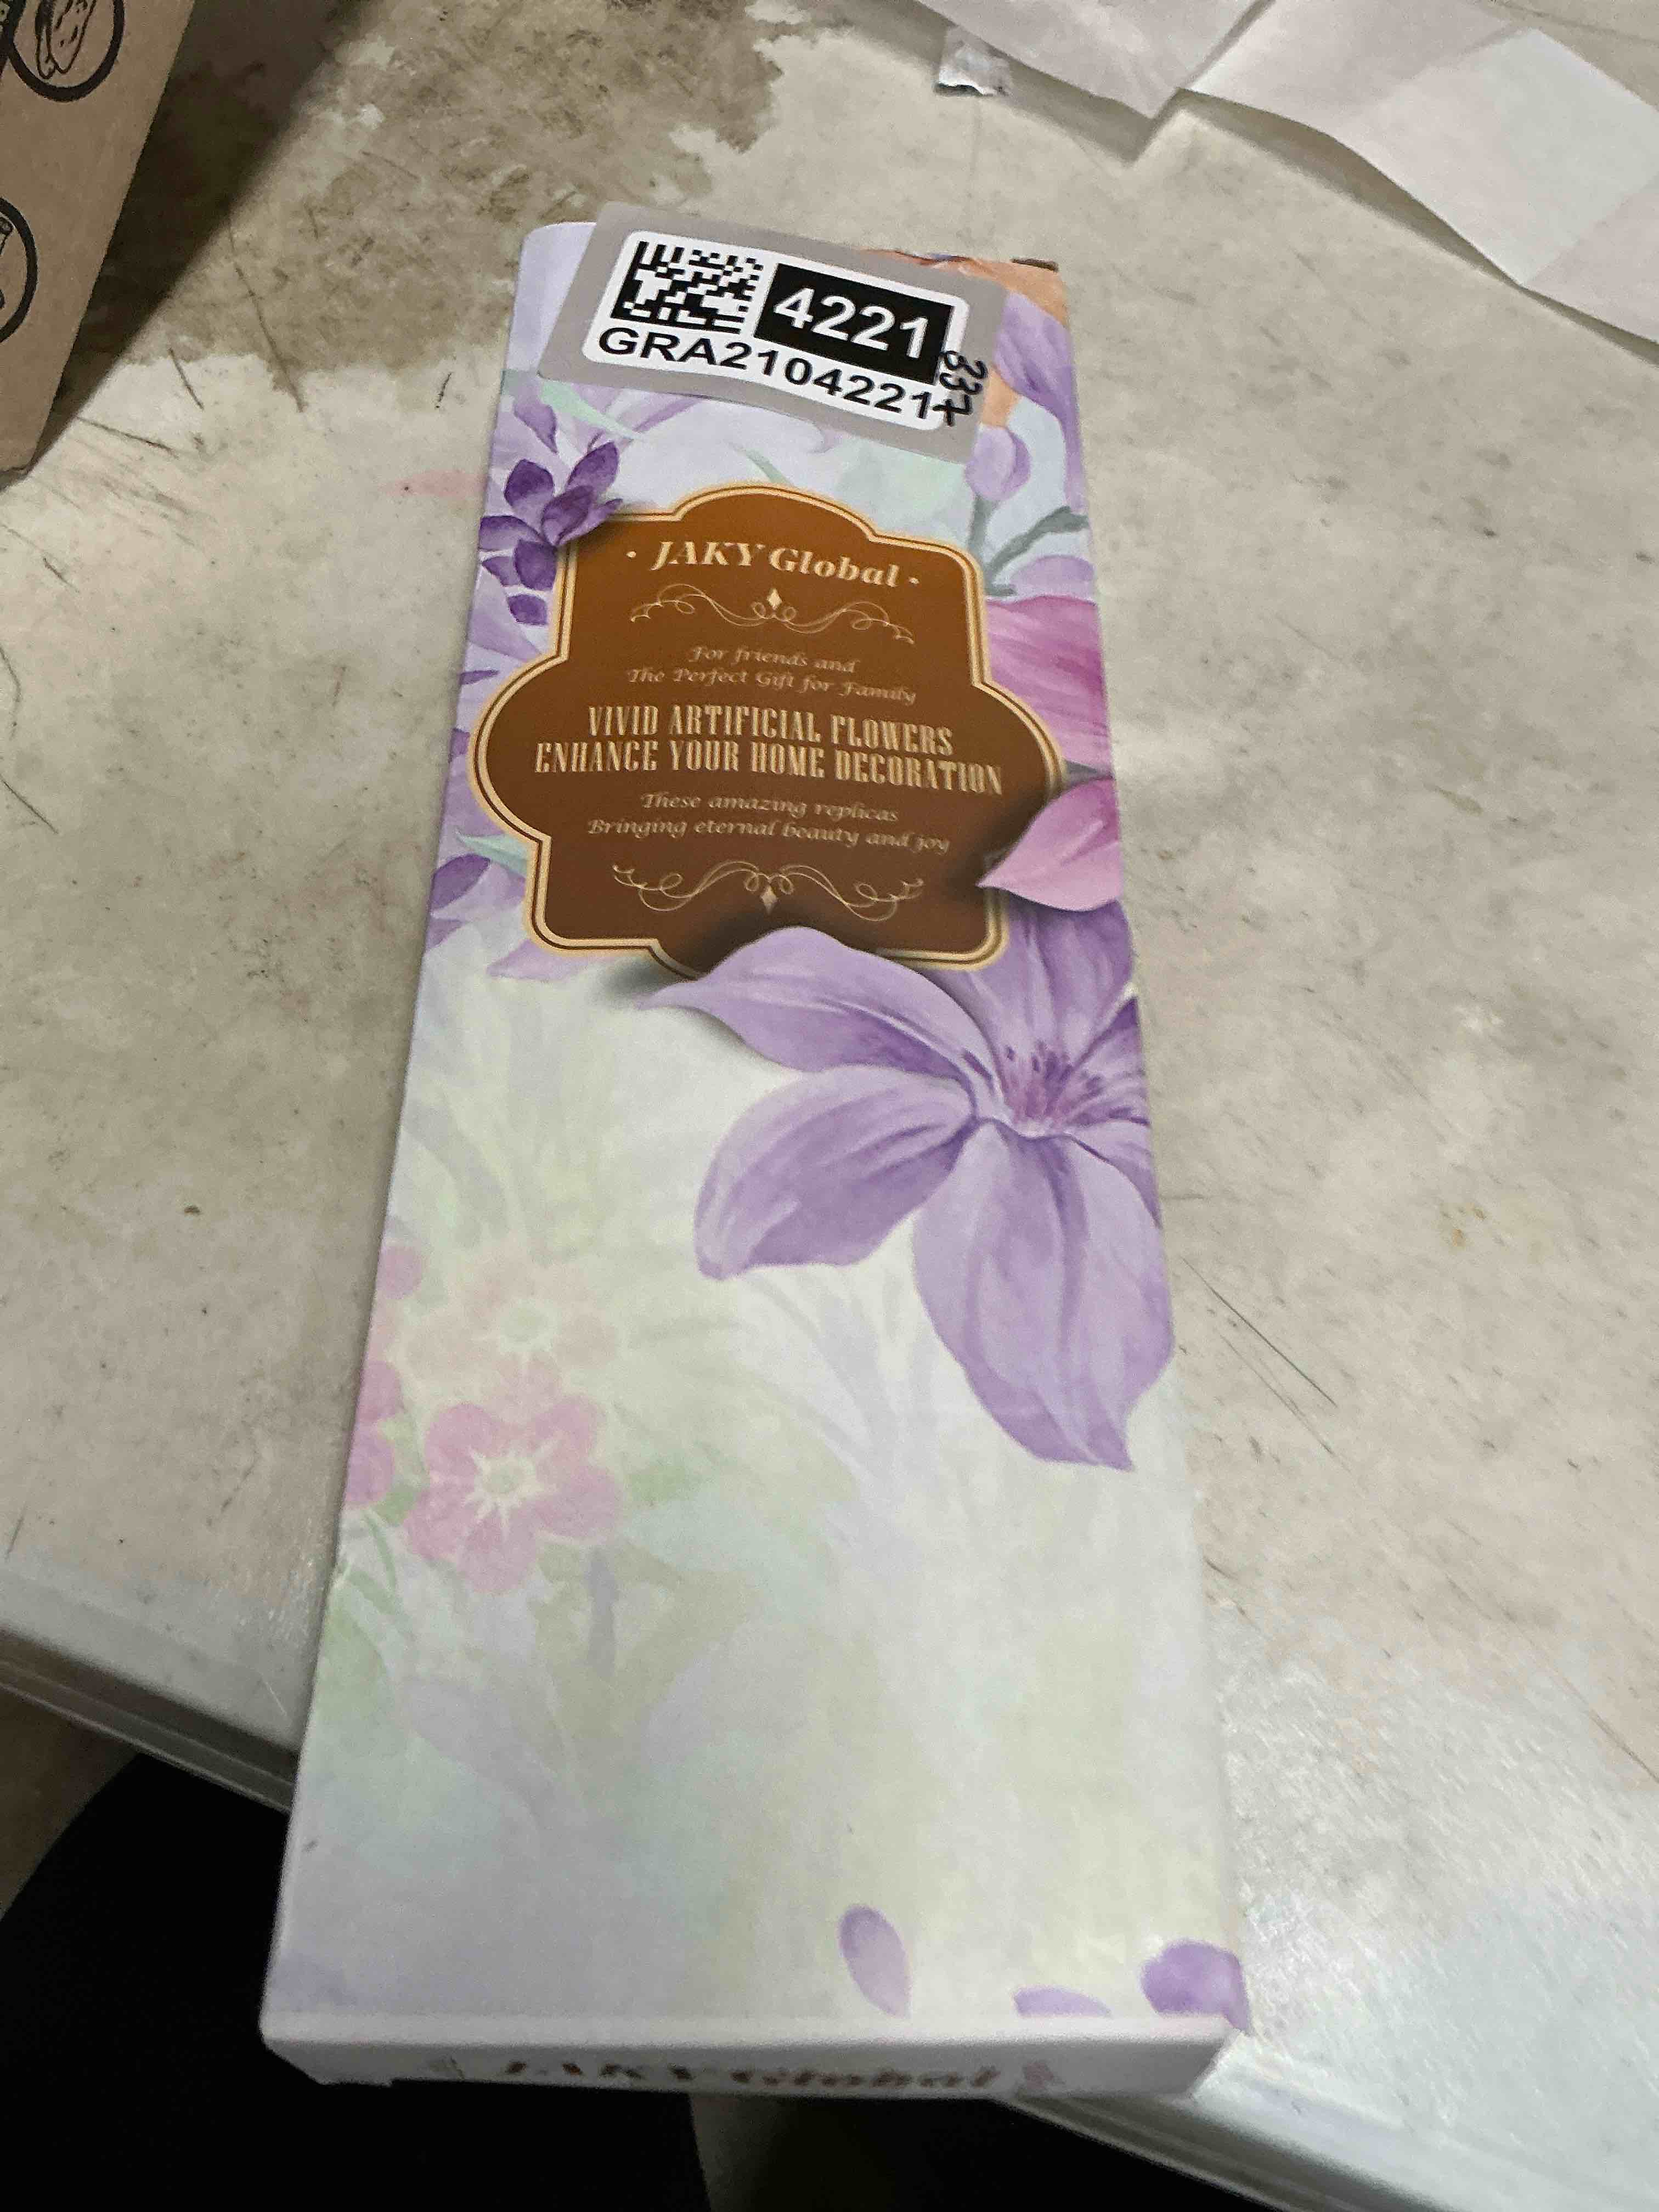 4221
GRA21042211
337
· JAKY Global ·
For friends and
The Perfect Gift for Family
VIVID ARTIFICIAL FLOWERS
ENHANCE YOUR HOME DECORATION
These amazing replicas
Bringing eternal beauty and joy
JAKY Global